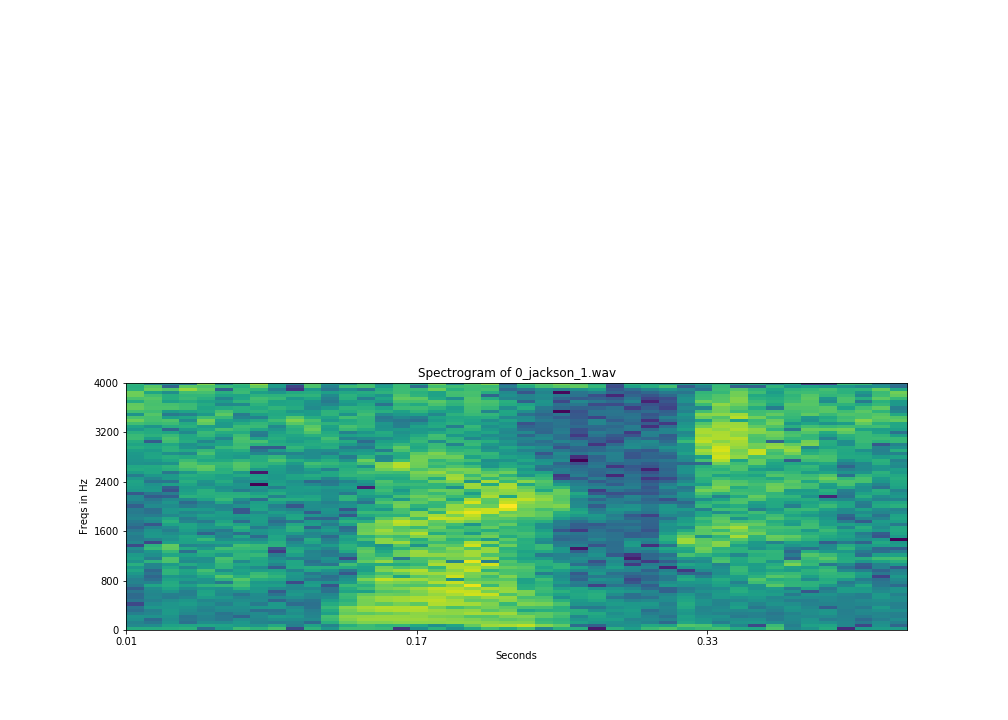 Spectrogram of 0_jackson_1.wav
4000
3200
2400
1600
800
0
Freqs in Hz
0.01 0.17 0.33
Seconds